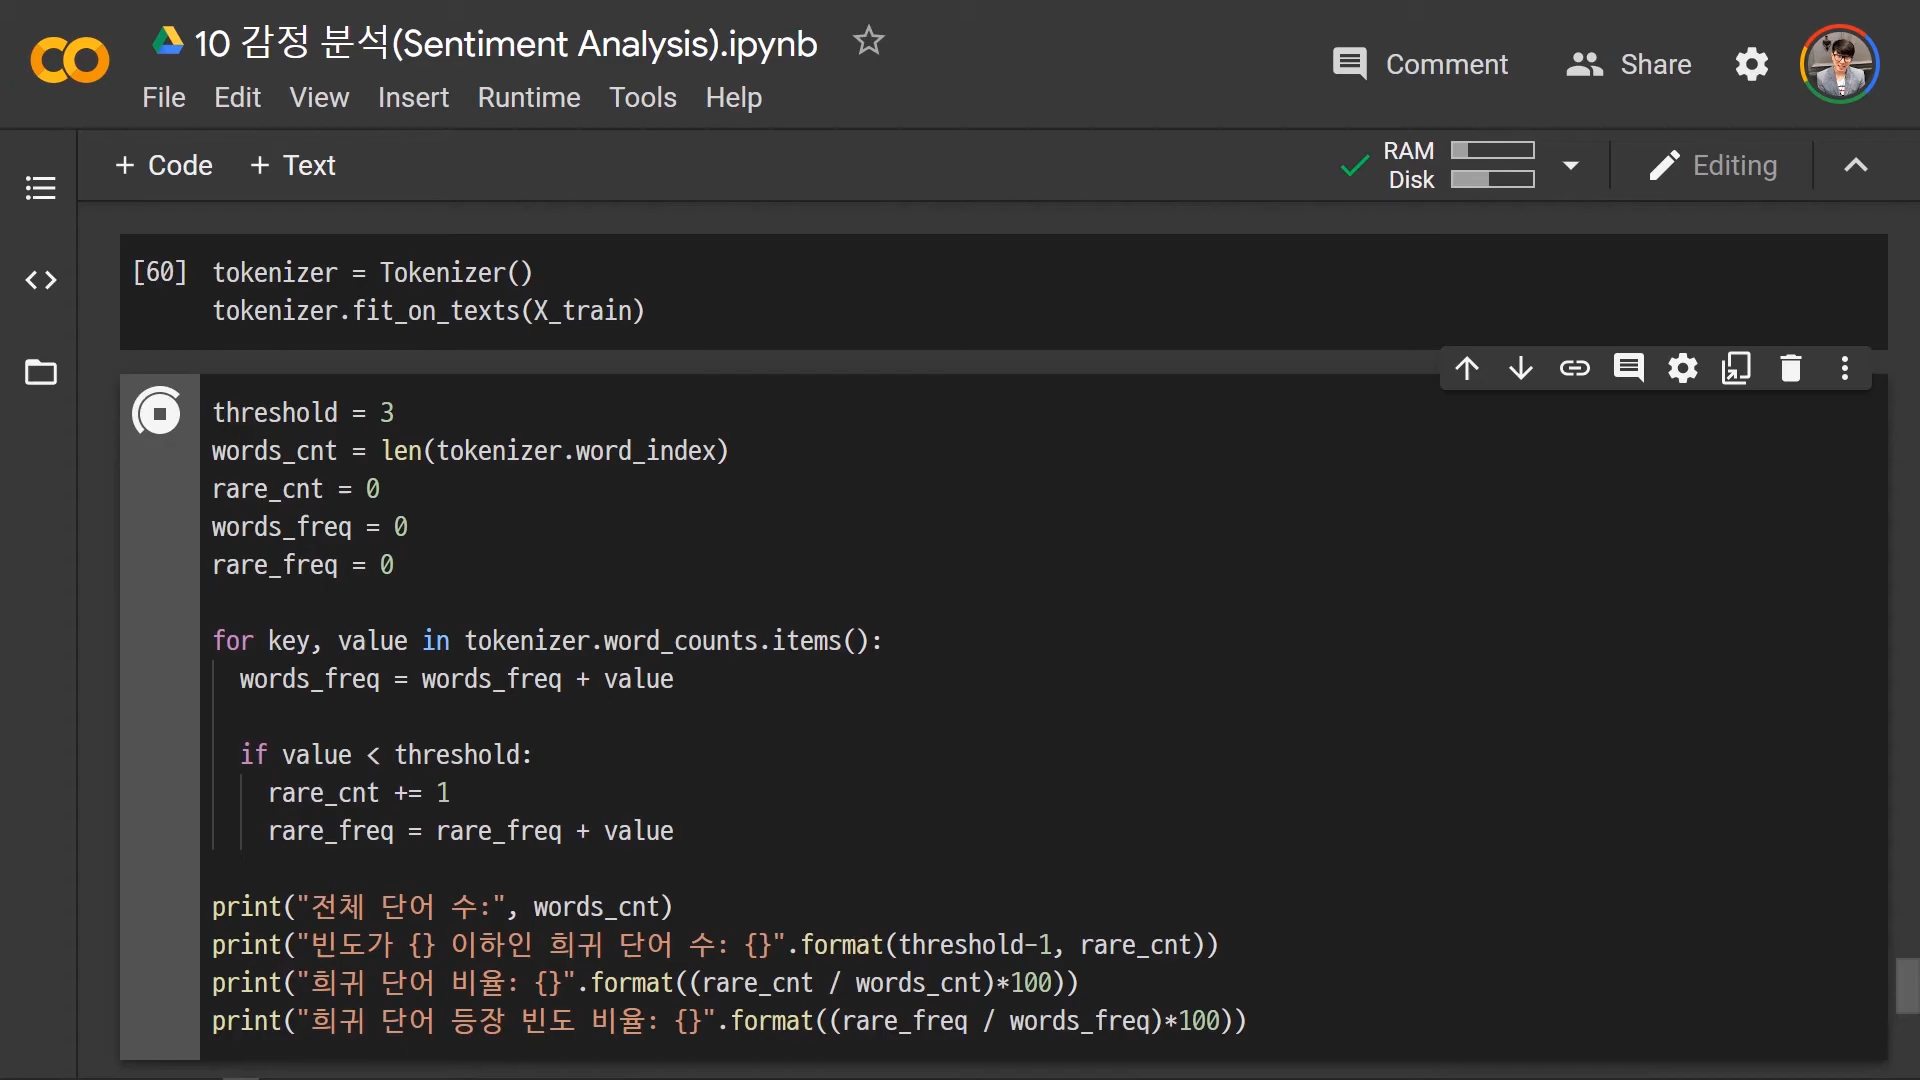 10 감정 분석(Sentiment Analysis).ipynb
Comment
Share
File Edit View Insert Runtime Tools Help
+ Code + Text
RAM
Disk
Editing
[60] tokenizer = Tokenizer()
tokenizer.fit_on_texts(X_train)
threshold = 3
words_cnt = len(tokenizer.word_index)
rare_cnt = 0
words_freq = 0
rare_freq = 0
for key, value in tokenizer.word_counts.items():
words_freq = words_freq + value
if value < threshold:
rare_cnt += 1
rare_freq = rare_freq + value
print("전체 단어 수:", words_cnt)
print("빈도가 {} 이하인 희귀 단어 수: {}".format(threshold-1, rare_cnt))
print("희귀 단어 비율: {}".format((rare_cnt / words_cnt)*100))
print("희귀 단어 등장 빈도 비율: {}".format((rare_freq / words_freq)*100))